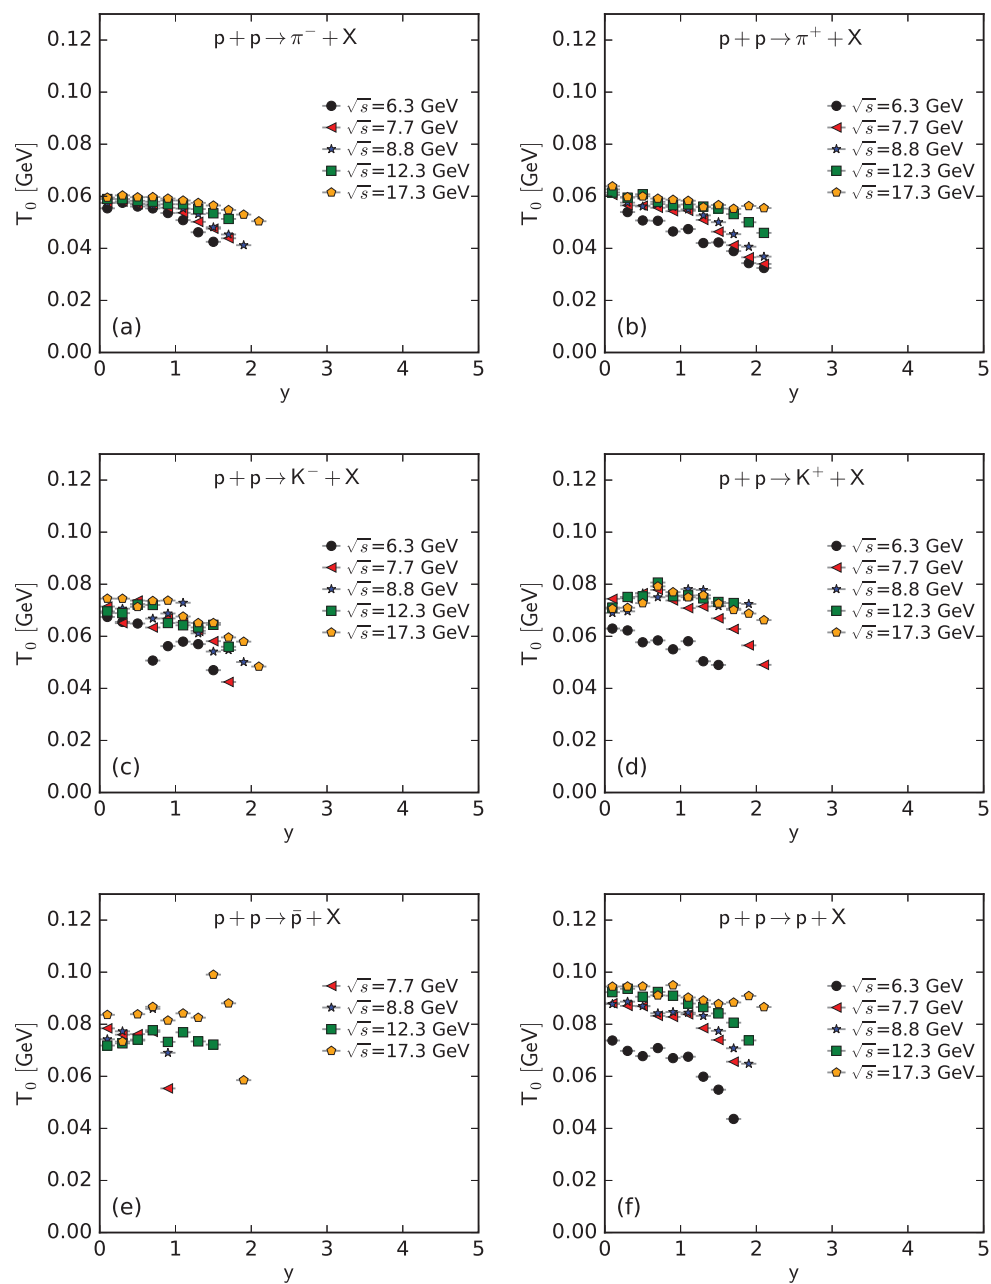 p + p → π⁻ + X
T₀ [GeV]
0.12
0.10
0.08
0.06
0.04
0.02
0.00
√s=6.3 GeV
√s=7.7 GeV
√s=8.8 GeV
√s=12.3 GeV
√s=17.3 GeV
(a)
0 1 2 3 4 5
y
p + p → π⁺ + X
T₀ [GeV]
0.12
0.10
0.08
0.06
0.04
0.02
0.00
√s=6.3 GeV
√s=7.7 GeV
√s=8.8 GeV
√s=12.3 GeV
√s=17.3 GeV
(b)
0 1 2 3 4 5
y
p + p → K⁻ + X
T₀ [GeV]
0.12
0.10
0.08
0.06
0.04
0.02
0.00
√s=6.3 GeV
√s=7.7 GeV
√s=8.8 GeV
√s=12.3 GeV
√s=17.3 GeV
(c)
0 1 2 3 4 5
y
p + p → K⁺ + X
T₀ [GeV]
0.12
0.10
0.08
0.06
0.04
0.02
0.00
√s=6.3 GeV
√s=7.7 GeV
√s=8.8 GeV
√s=12.3 GeV
√s=17.3 GeV
(d)
0 1 2 3 4 5
y
p + p → p̄ + X
T₀ [GeV]
0.12
0.10
0.08
0.06
0.04
0.02
0.00
√s=7.7 GeV
√s=8.8 GeV
√s=12.3 GeV
√s=17.3 GeV
(e)
0 1 2 3 4 5
y
p + p → p + X
T₀ [GeV]
0.12
0.10
0.08
0.06
0.04
0.02
0.00
√s=6.3 GeV
√s=7.7 GeV
√s=8.8 GeV
√s=12.3 GeV
√s=17.3 GeV
(f)
0 1 2 3 4 5
y